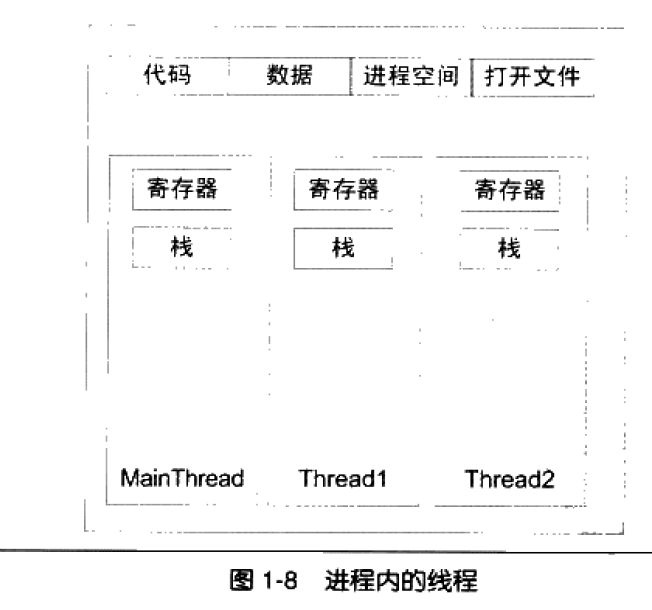 代码 数据 进程空间 打开文件
寄存器 寄存器 寄存器
栈 栈 栈
MainThread Thread1 Thread2
图 1-8 进程内的线程